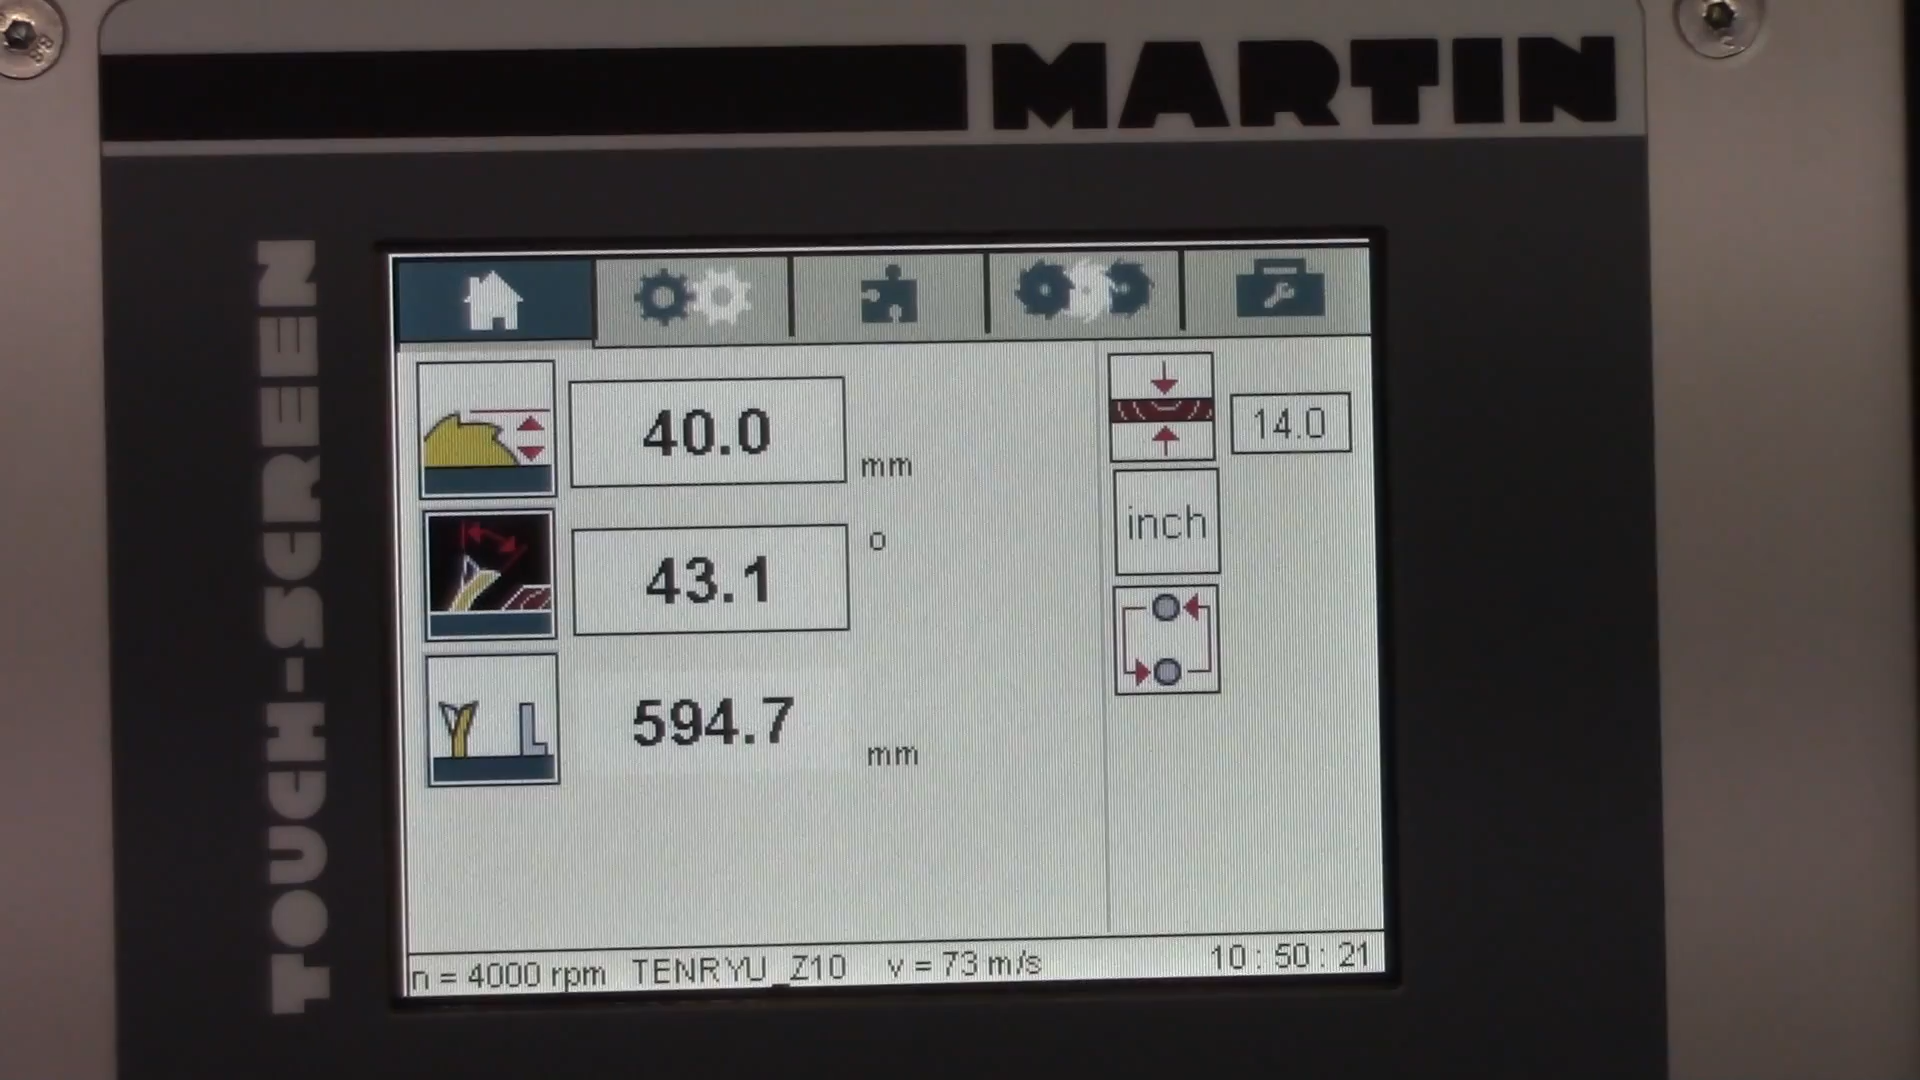 MARTIN
TOUCH-SCREEN
40.0 mm
14.0
43.1 °
inch
594.7 mm
n = 4000 rpm TENRYU_Z10 v = 73 m/s 10 : 50 : 21